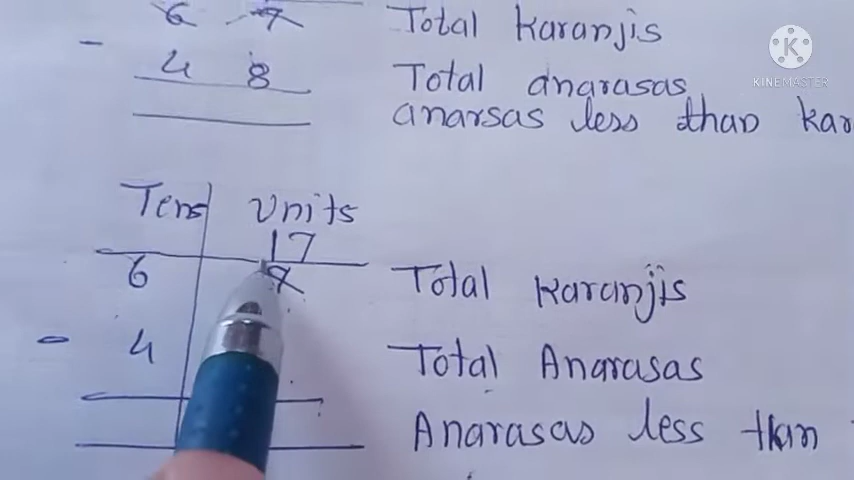 6 7 Total Karanjis
- 4 8 Total anarasas
anarsas less than kar
K
KINEMASTER
Tens Units
17
6 7 Total Karanjis
- 4 Total Anarasas
Anarasas less than